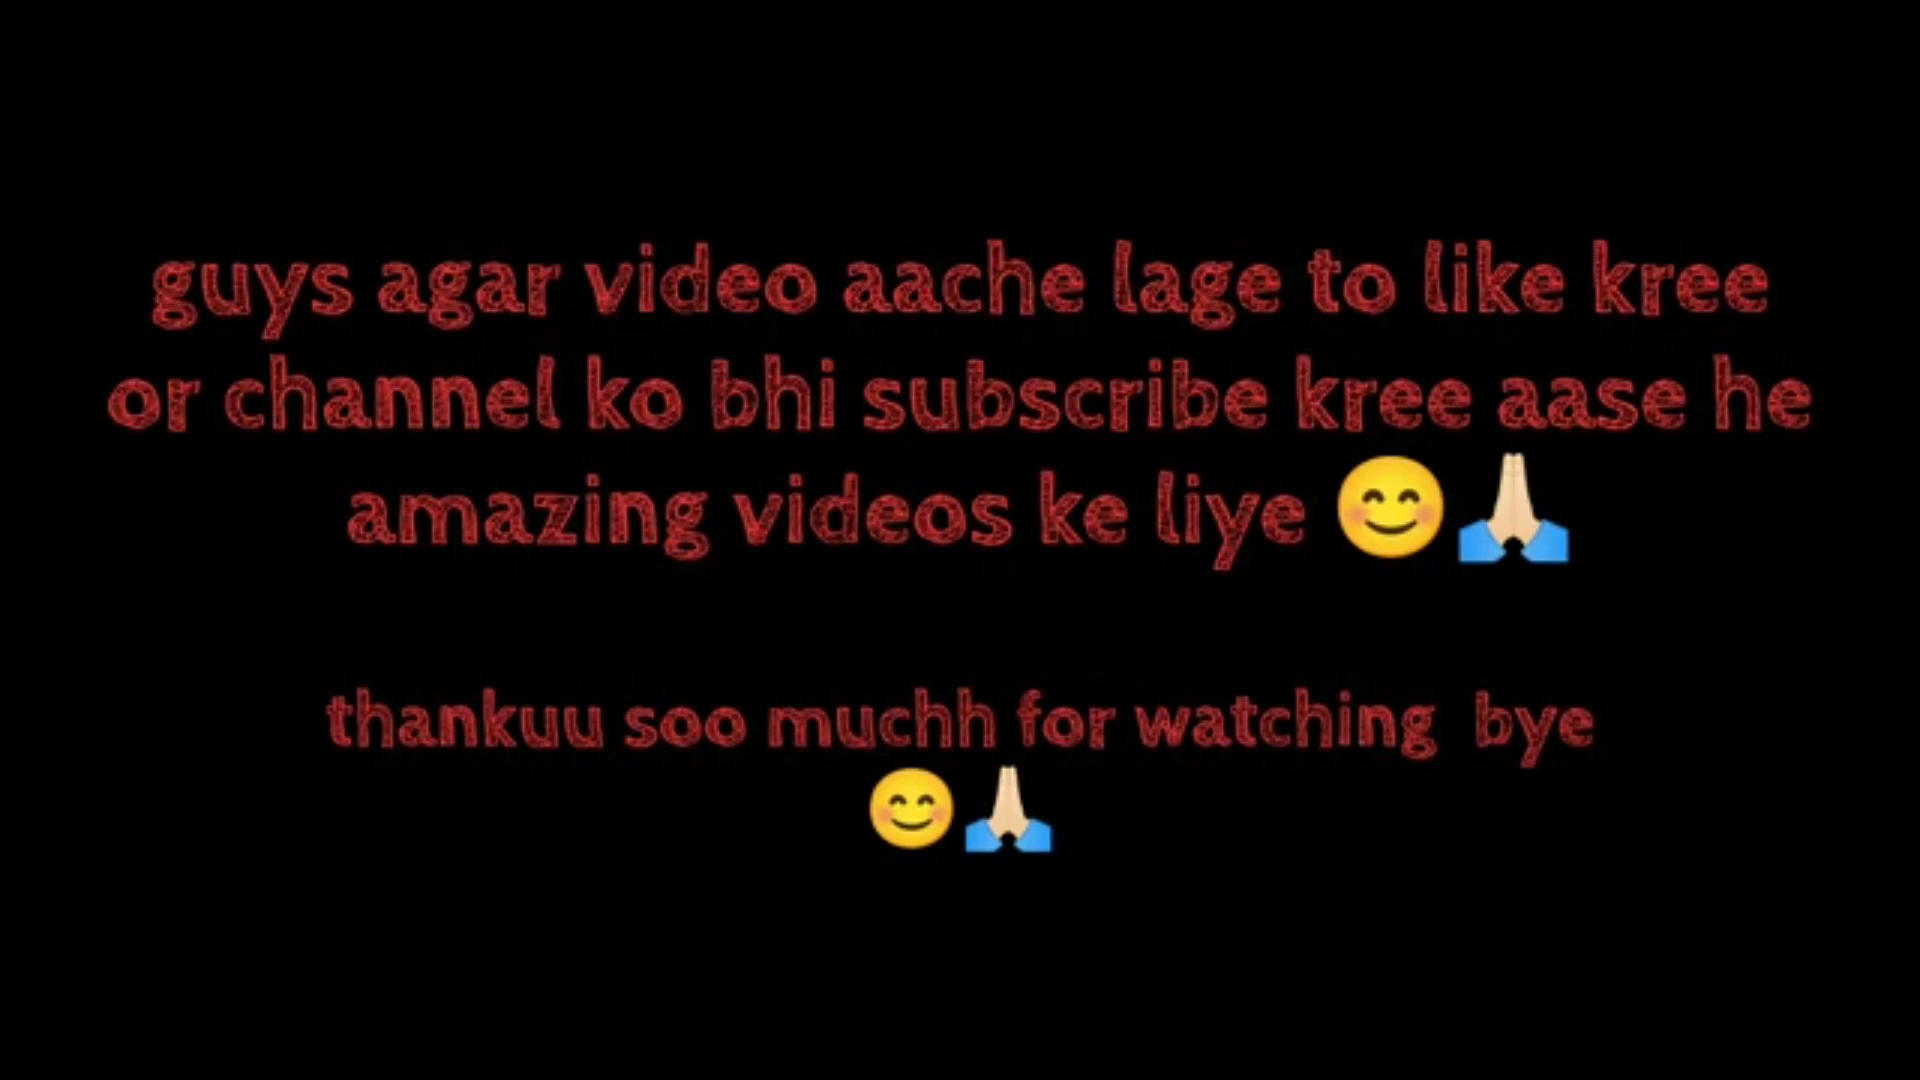 guys agar video aache lage to like kree
or channel ko bhi subscribe kree aase he
amazing videos ke liye 😊🙏🏻
thankuu soo muchh for watching  bye
😊🙏🏻